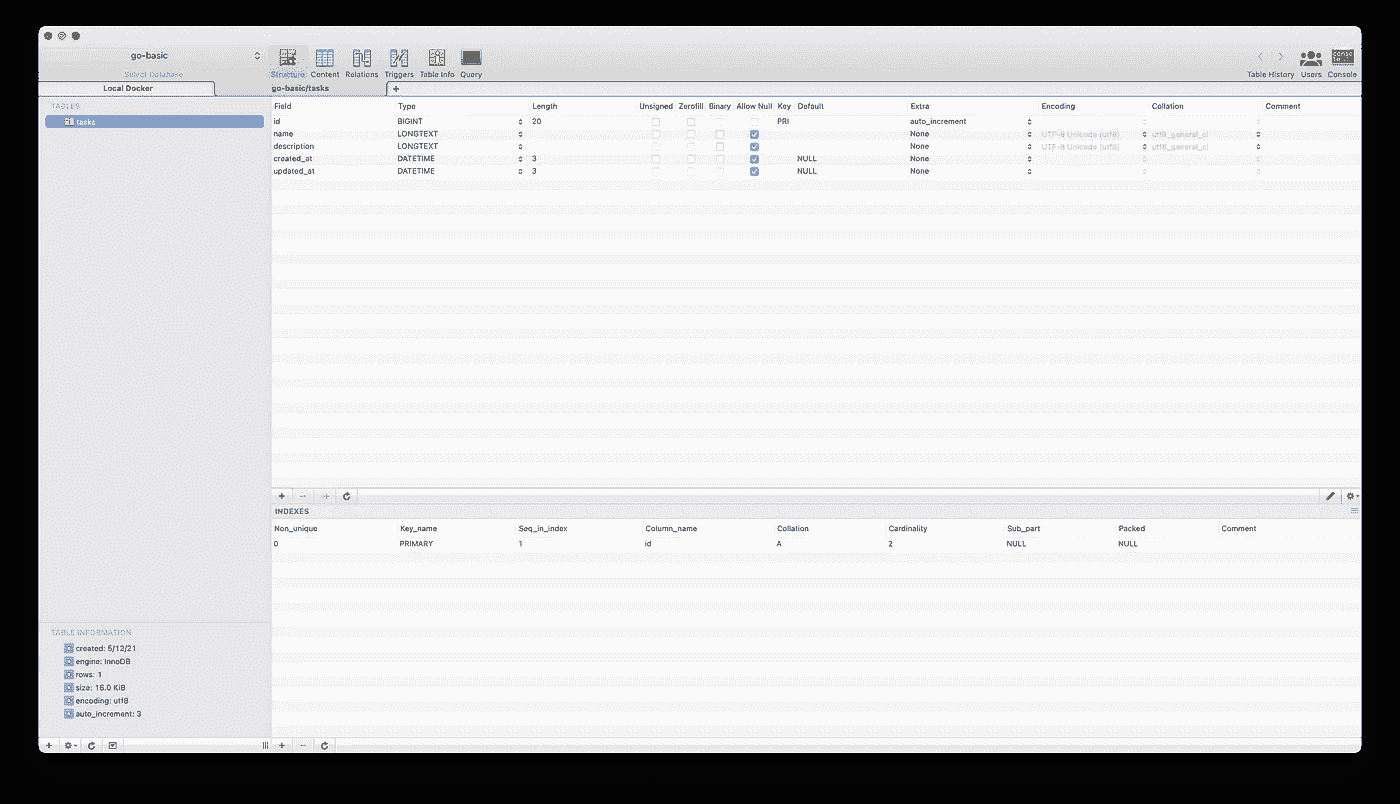 go-basic
Select Database
Structure Content Relations Triggers Table Info Query
Table History Users Console
Local Docker
go-basic/tasks
TABLES
tasks
Field Type Length Unsigned Zerofill Binary Allow Null Key Default Extra Encoding Collation Comment
id BIGINT 20 PRI auto_increment
name LONGTEXT None UTF-8 Unicode (utf8) utf8_general_ci
description LONGTEXT None UTF-8 Unicode (utf8) utf8_general_ci
created_at DATETIME 3 NULL None
updated_at DATETIME 3 NULL None
INDEXES
Non_unique Key_name Seq_in_index Column_name Collation Cardinality Sub_part Packed Comment
0 PRIMARY 1 id A 2 NULL NULL
TABLE INFORMATION
created: 5/12/21
engine: InnoDB
rows: 1
size: 16.0 KiB
encoding: utf8
auto_increment: 3